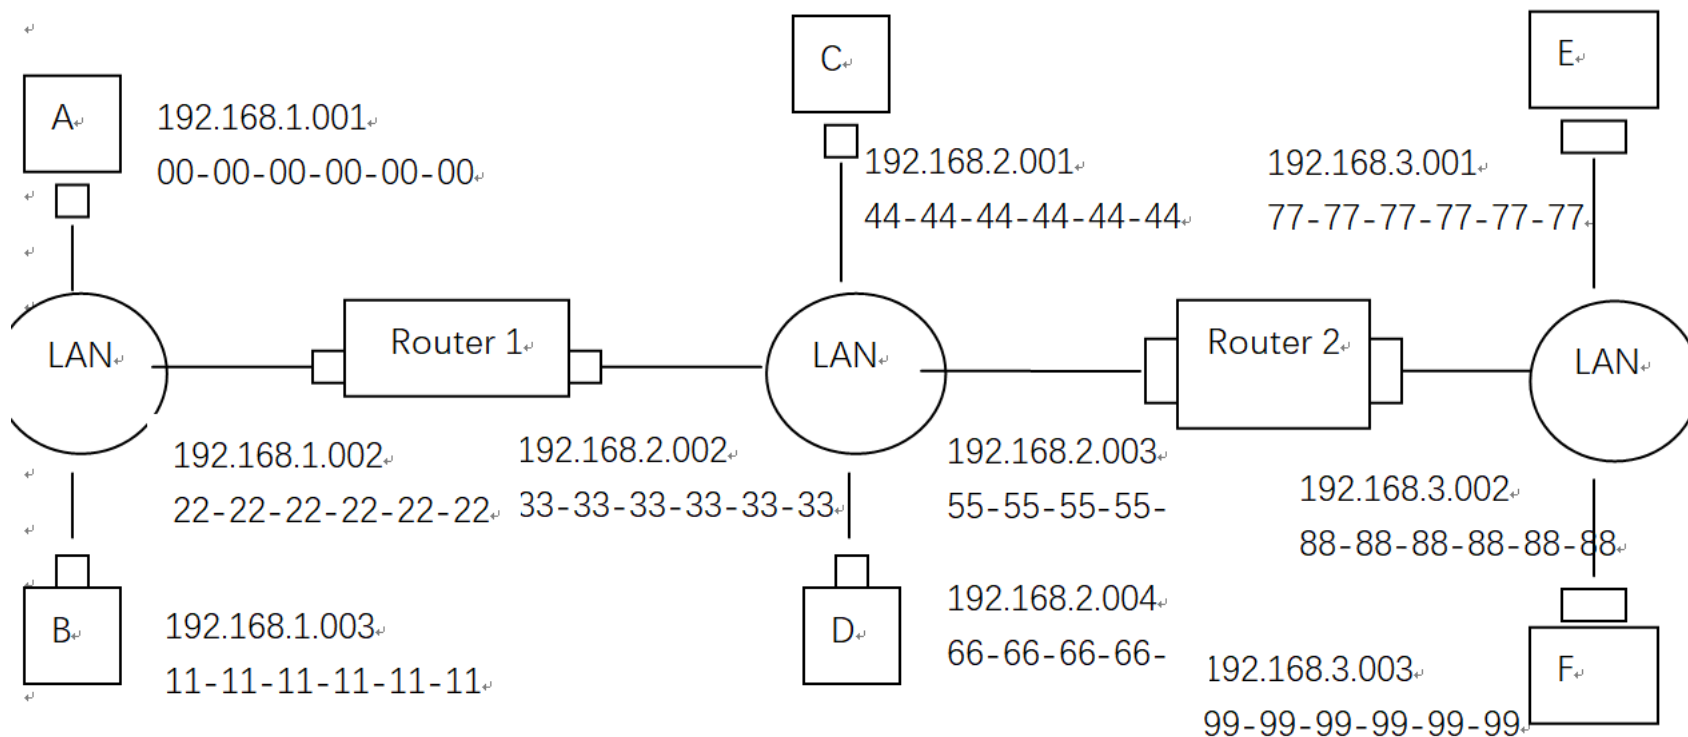 A
192.168.1.001
00-00-00-00-00-00
C
192.168.2.001
44-44-44-44-44-44
E
192.168.3.001
77-77-77-77-77-77
LAN
Router 1
LAN
Router 2
LAN
192.168.1.002
22-22-22-22-22-22
192.168.2.002
33-33-33-33-33-33
192.168.2.003
55-55-55-55-
192.168.3.002
88-88-88-88-88-88
B
192.168.1.003
11-11-11-11-11-11
D
192.168.2.004
66-66-66-66-
192.168.3.003
99-99-99-99-99-99
F